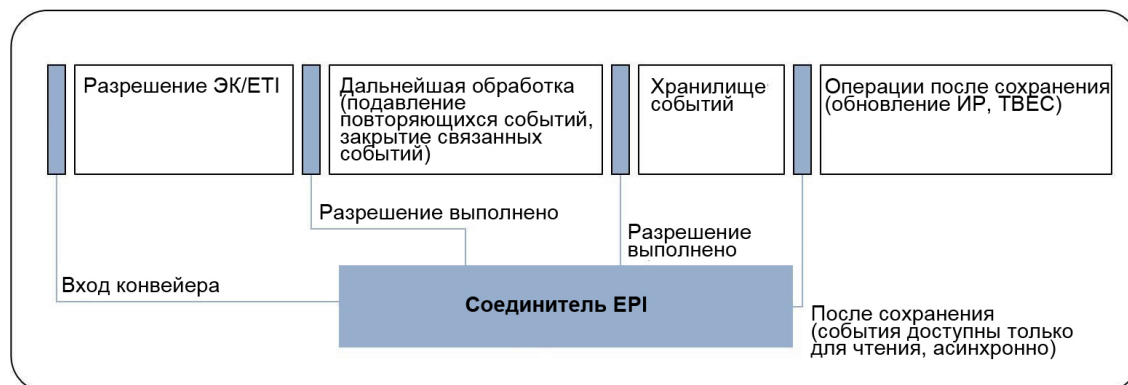 Разрешение ЭК/ETI
Дальнейшая обработка
(подавление
повторяющихся событий,
закрытие связанных
событий)
Хранилище
событий
Операции после сохранения
(обновление ИР, ТВЕС)
Разрешение выполнено
Разрешение
выполнено
Вход конвейера
Соединитель EPI
После сохранения
(события доступны только
для чтения, асинхронно)